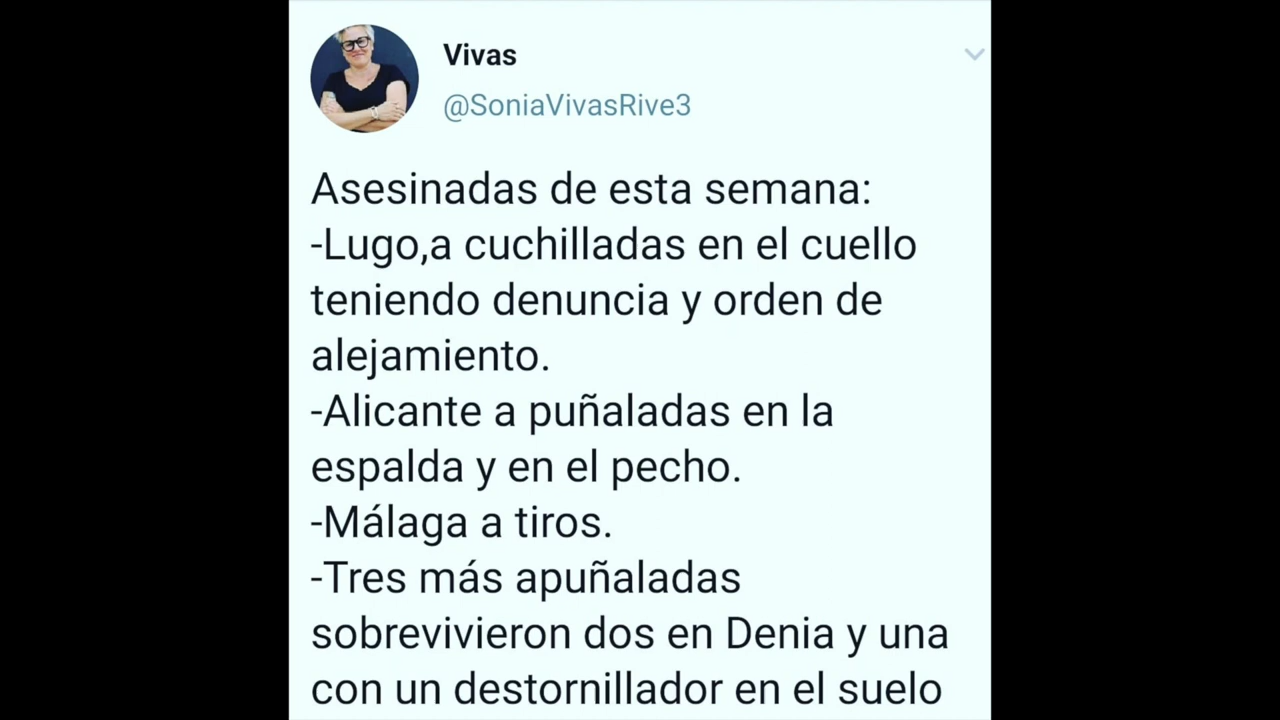 Vivas
@SoniaVivasRive3
Asesinadas de esta semana:
-Lugo,a cuchilladas en el cuello
teniendo denuncia y orden de
alejamiento.
-Alicante a puñaladas en la
espalda y en el pecho.
-Málaga a tiros.
-Tres más apuñaladas
sobrevivieron dos en Denia y una
con un destornillador en el suelo